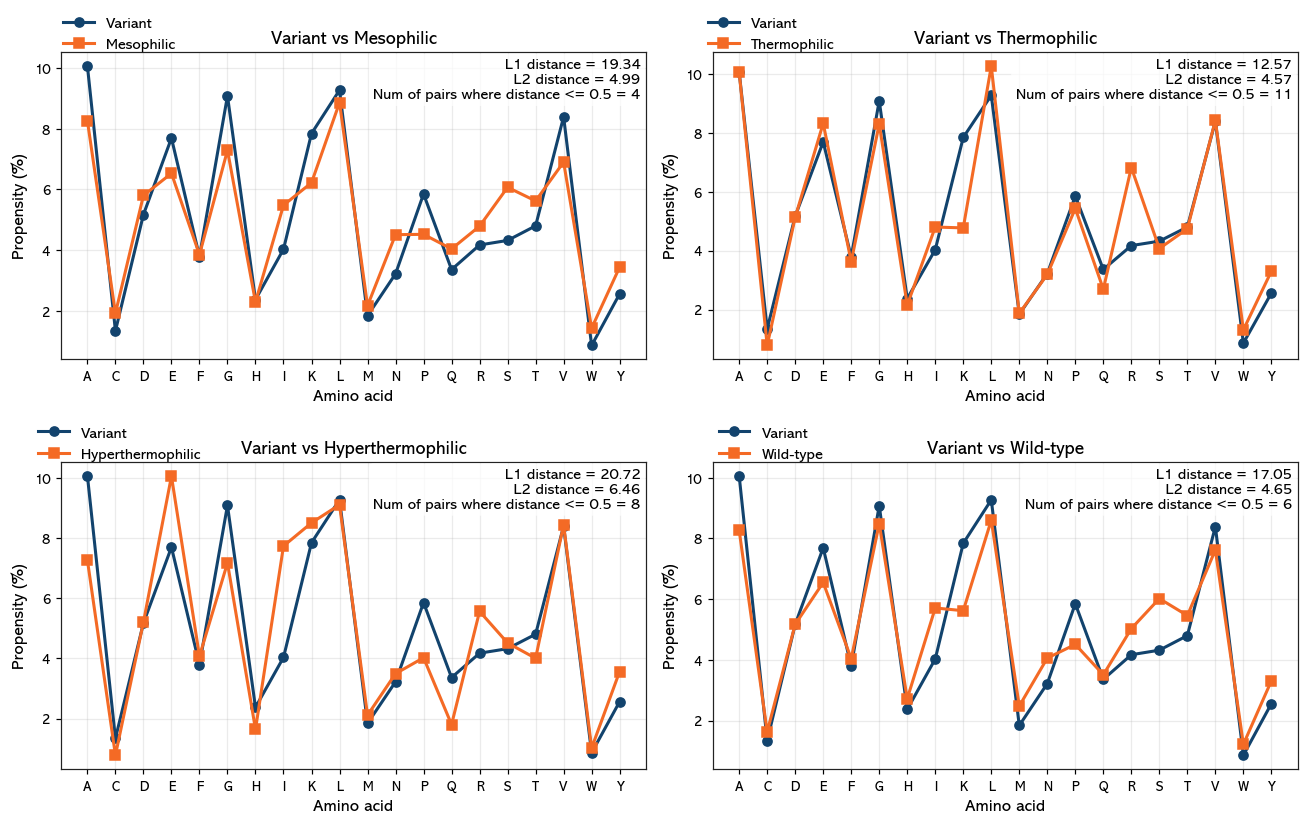 Variant
Mesophilic
Variant vs Mesophilic
L1 distance = 19.34
L2 distance = 4.99
Num of pairs where distance <= 0.5 = 4
Propensity (%)
10
8
6
4
2
A C D E F G H I K L M N P Q R S T V W Y
Amino acid
Variant
Thermophilic
Variant vs Thermophilic
L1 distance = 12.57
L2 distance = 4.57
Num of pairs where distance <= 0.5 = 11
Propensity (%)
10
8
6
4
2
A C D E F G H I K L M N P Q R S T V W Y
Amino acid
Variant
Hyperthermophilic
Variant vs Hyperthermophilic
L1 distance = 20.72
L2 distance = 6.46
Num of pairs where distance <= 0.5 = 8
Propensity (%)
10
8
6
4
2
A C D E F G H I K L M N P Q R S T V W Y
Amino acid
Variant
Wild-type
Variant vs Wild-type
L1 distance = 17.05
L2 distance = 4.65
Num of pairs where distance <= 0.5 = 6
Propensity (%)
10
8
6
4
2
A C D E F G H I K L M N P Q R S T V W Y
Amino acid